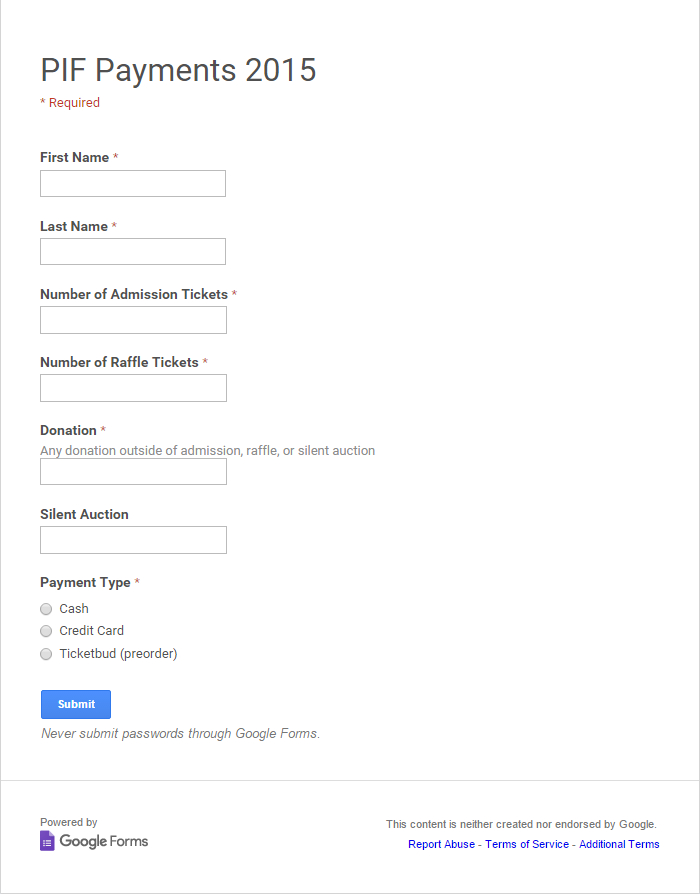 PIF Payments 2015
* Required
First Name *
Last Name *
Number of Admission Tickets *
Number of Raffle Tickets *
Donation *
Any donation outside of admission, raffle, or silent auction
Silent Auction
Payment Type *
Cash
Credit Card
Ticketbud (preorder)
Submit
Never submit passwords through Google Forms.
Powered by
Google Forms
This content is neither created nor endorsed by Google.
Report Abuse - Terms of Service - Additional Terms